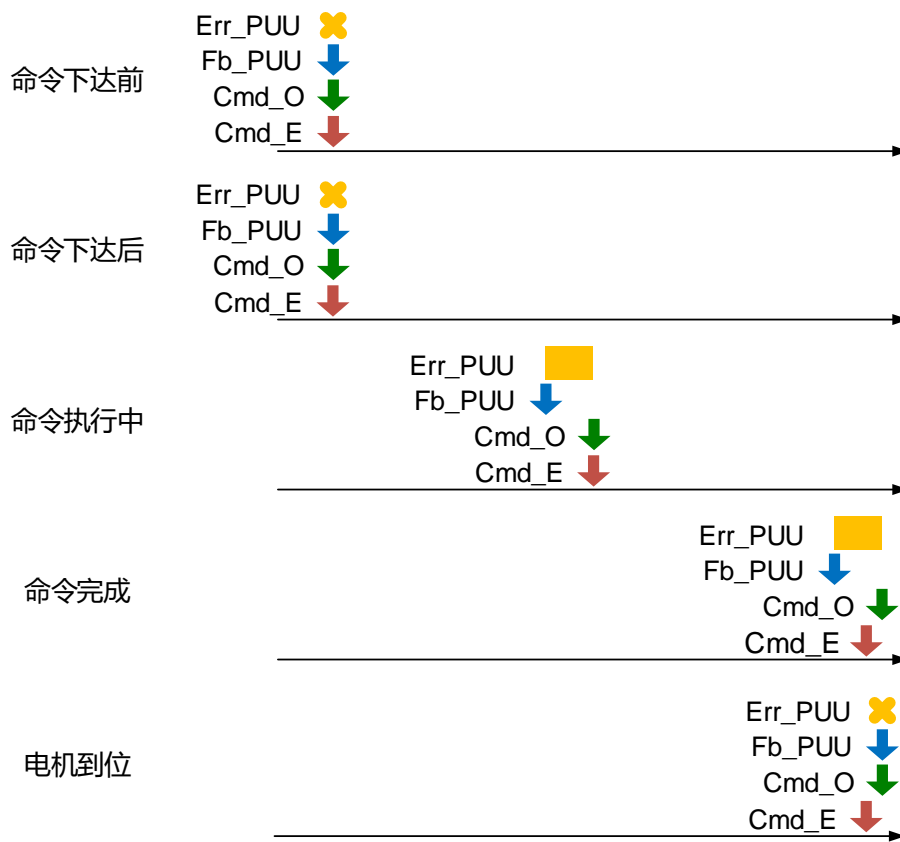 Err_PUU
Fb_PUU
命令下达前
Cmd_O
Cmd_E
Err_PUU
Fb_PUU
命令下达后
Cmd_O
Cmd_E
Err_PUU
Fb_PUU
命令执行中
Cmd_O
Cmd_E
Err_PUU
Fb_PUU
命令完成
Cmd_O
Cmd_E
Err_PUU
Fb_PUU
电机到位
Cmd_O
Cmd_E